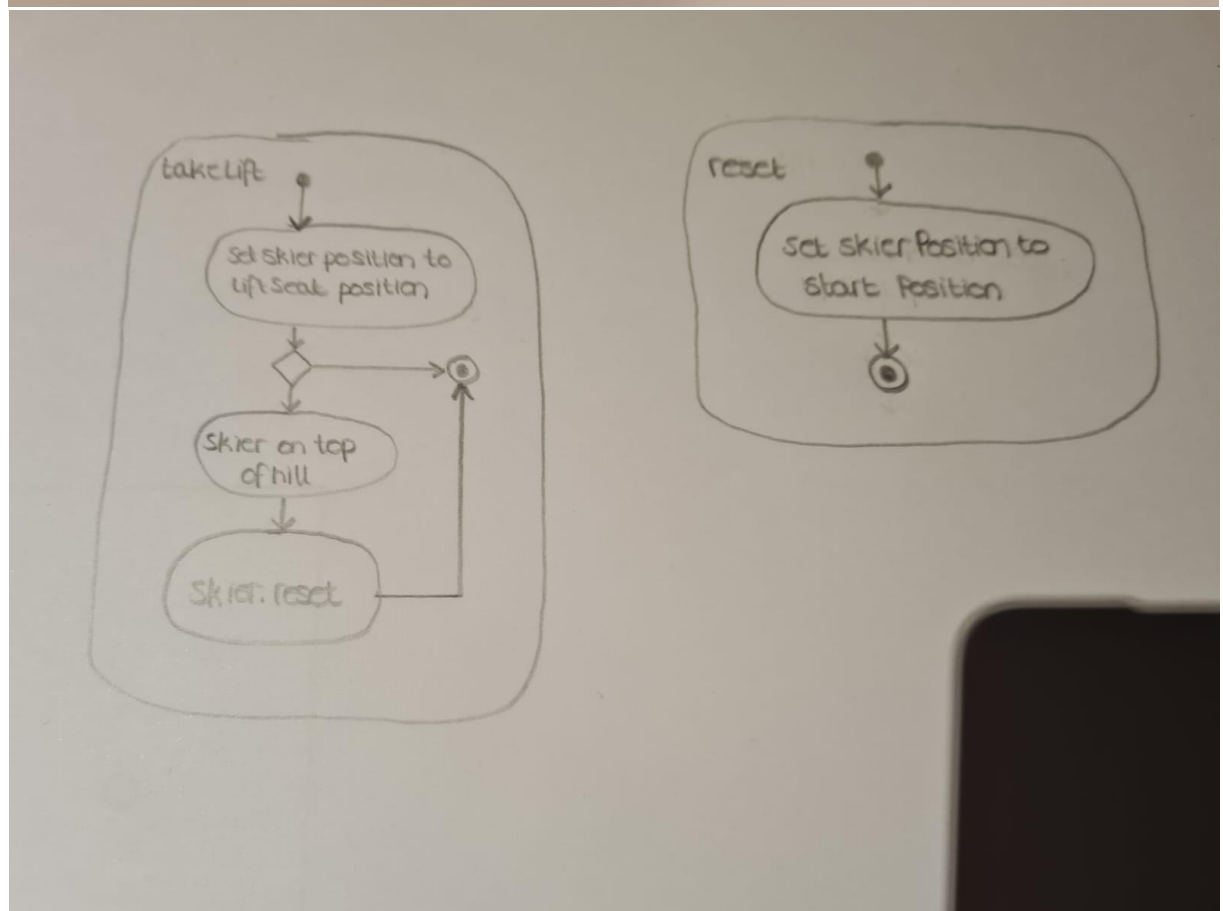 takeLift
set skier position to
lift seat position
skier on top
of hill
skier.reset
reset
set skier Position to
start Position